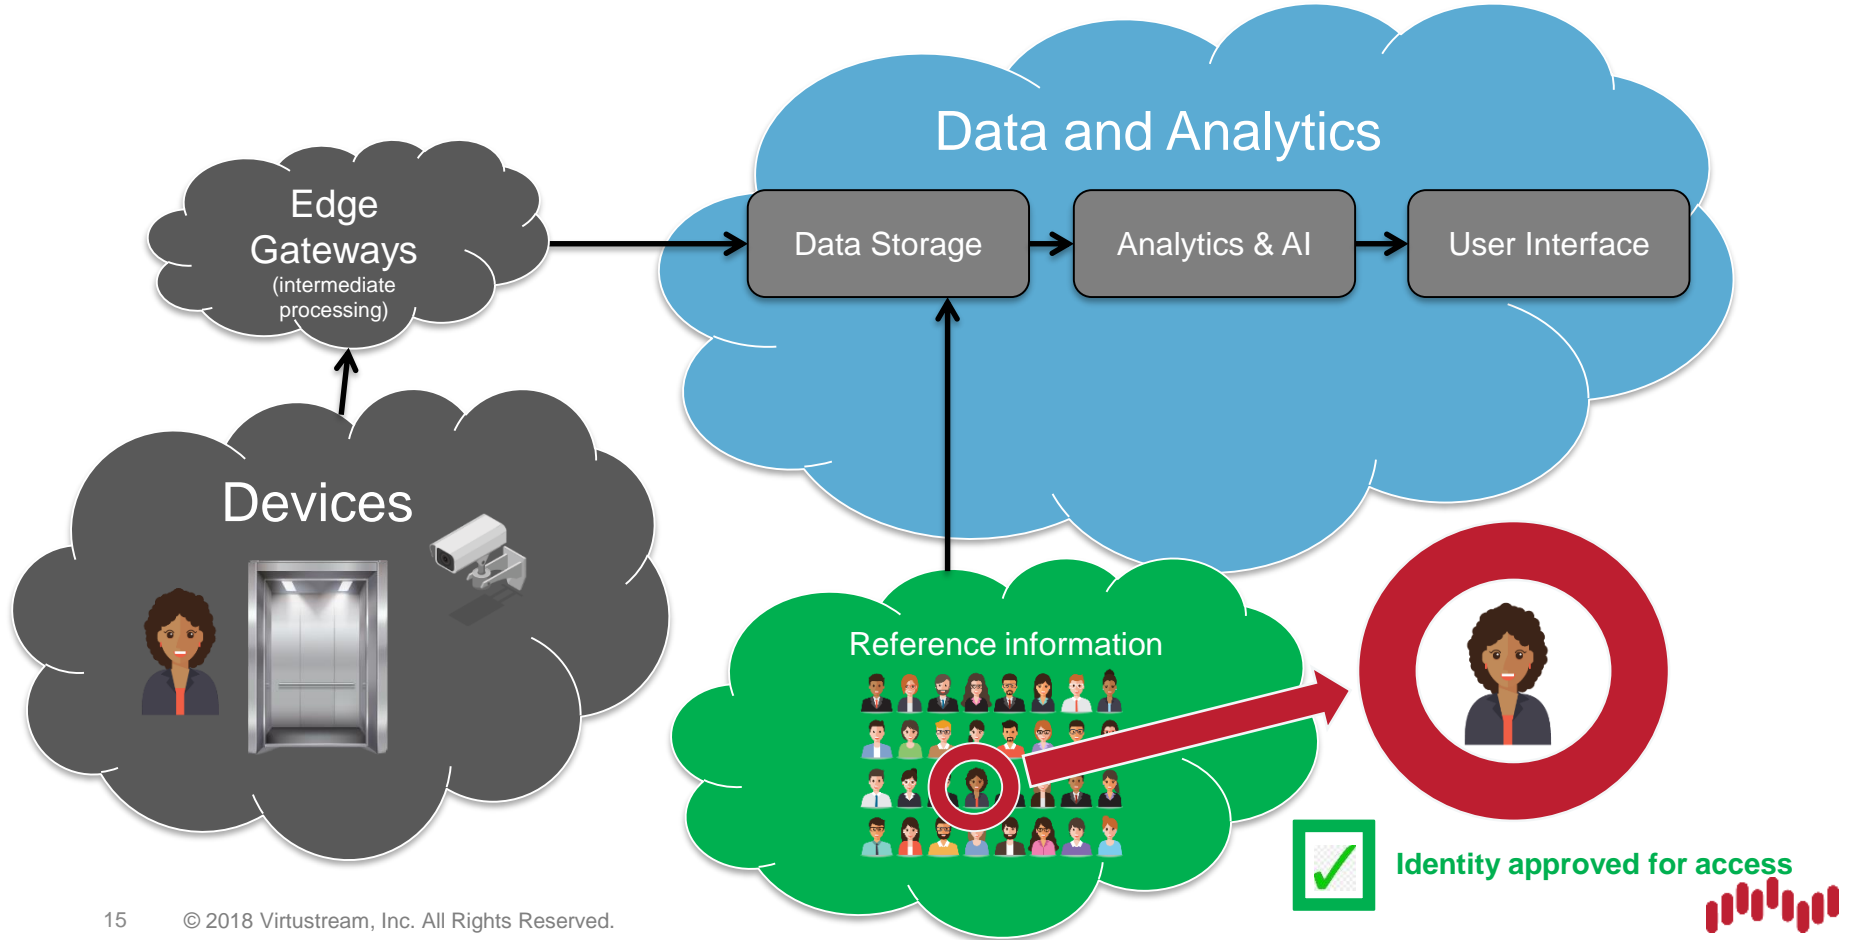 Data and Analytics
Edge
Gateways
(intermediate
processing)
Data Storage
Analytics & AI
User Interface
Devices
Reference information
Identity approved for access
15
© 2018 Virtustream, Inc. All Rights Reserved.